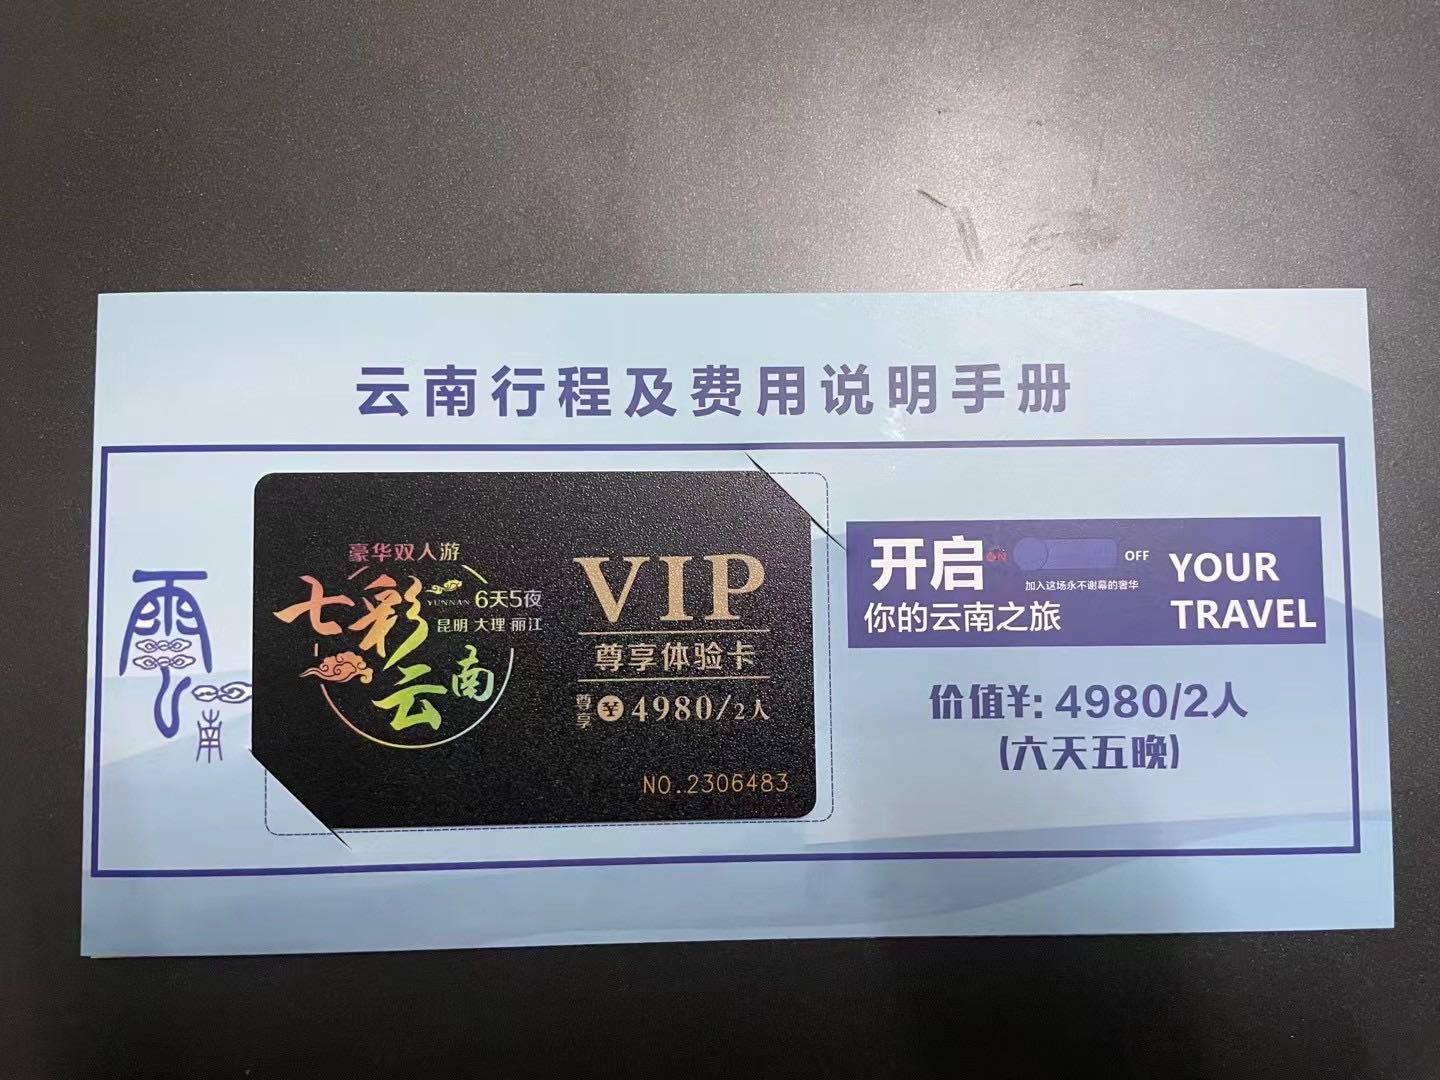 云南行程及费用说明手册
雲
南
豪华双人游
七彩云南
YUNNAN 6天5夜
昆明 大理 丽江
VIP
尊享体验卡
尊享 ¥ 4980/2人
NO.2306483
开启 ON OFF
加入这场永不谢幕的奢华
你的云南之旅
YOUR
TRAVEL
价值¥: 4980/2人
(六天五晚)